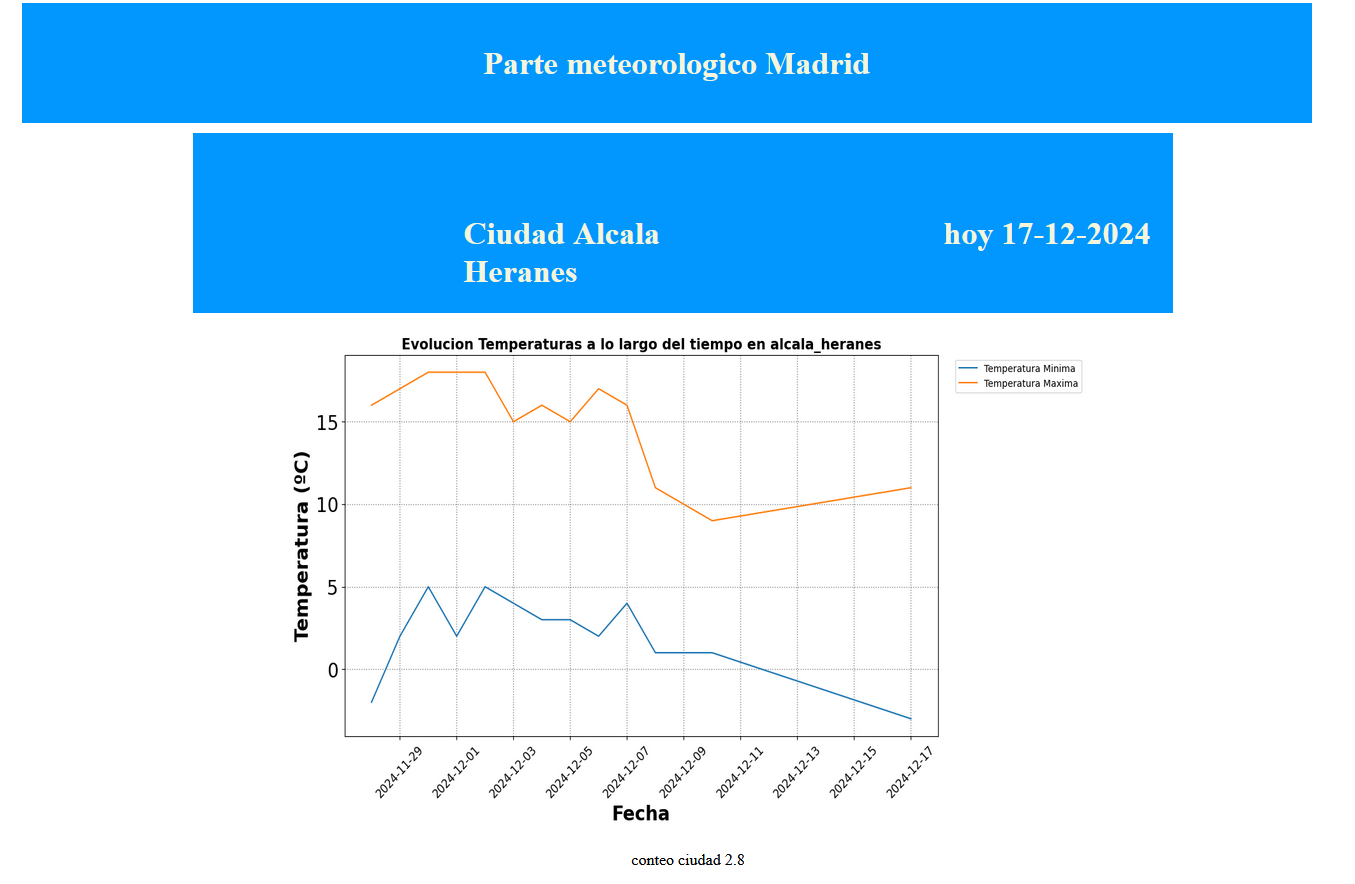 Parte meteorologico Madrid
Ciudad Alcala
Heranes
hoy 17-12-2024
Evolucion Temperaturas a lo largo del tiempo en alcala_heranes
Temperatura Minima
Temperatura Maxima
Temperatura (ºC)
15
10
5
0
2024-11-29
2024-12-01
2024-12-03
2024-12-05
2024-12-07
2024-12-09
2024-12-11
2024-12-13
2024-12-15
2024-12-17
Fecha
conteo ciudad 2.8